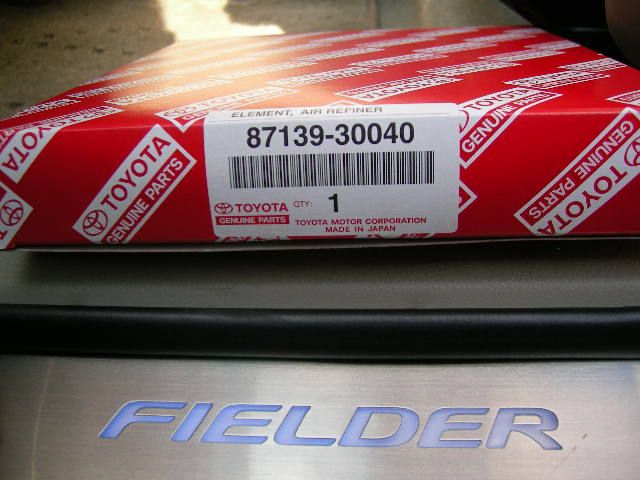 ELEMENT, AIR REFINER
87139-30040
TOYOTA QTY: 1
GENUINE PARTS
TOYOTA MOTOR CORPORATION
MADE IN JAPAN
TOYOTA
GENUINE PARTS
TOYOTA
GENUINE PARTS
TOYOTA
GENUINE PARTS
FIELDER